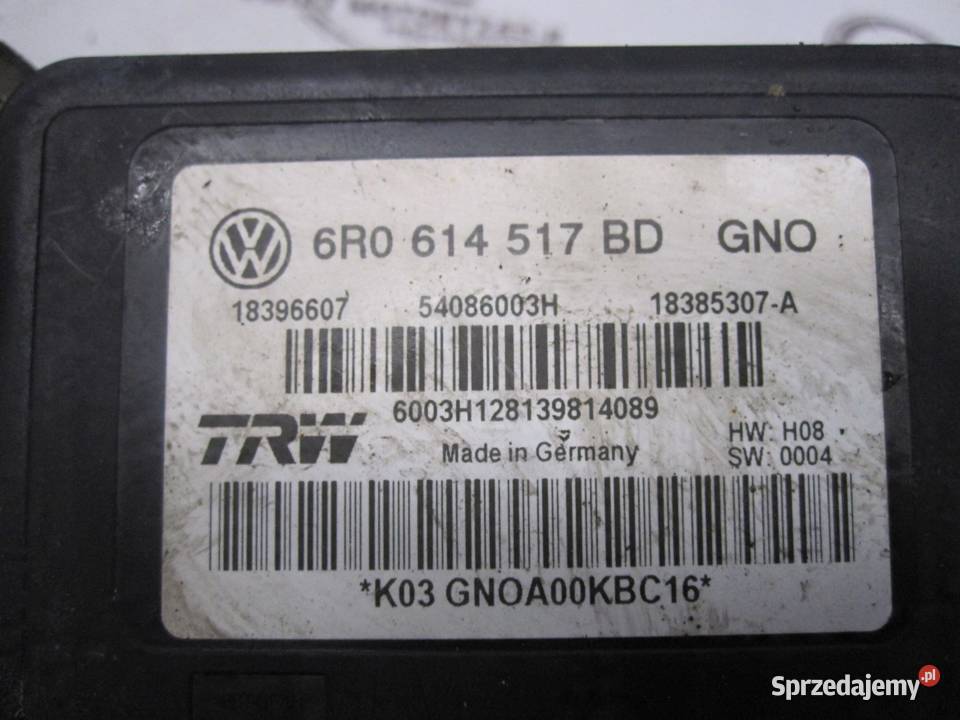 6R0 614 517 BD GNO
18396607 54086003H 18385307-A
6003H128139814089
TRW
Made in Germany
HW: H08
SW: 0004
*K03 GNOA00KBC16*
Sprzedajemy.pl